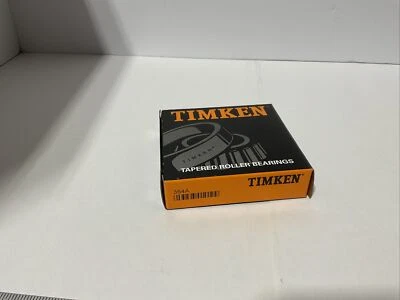 TIMKEN
TIMKEN
TAPERED ROLLER BEARINGS
TIMKEN
354A